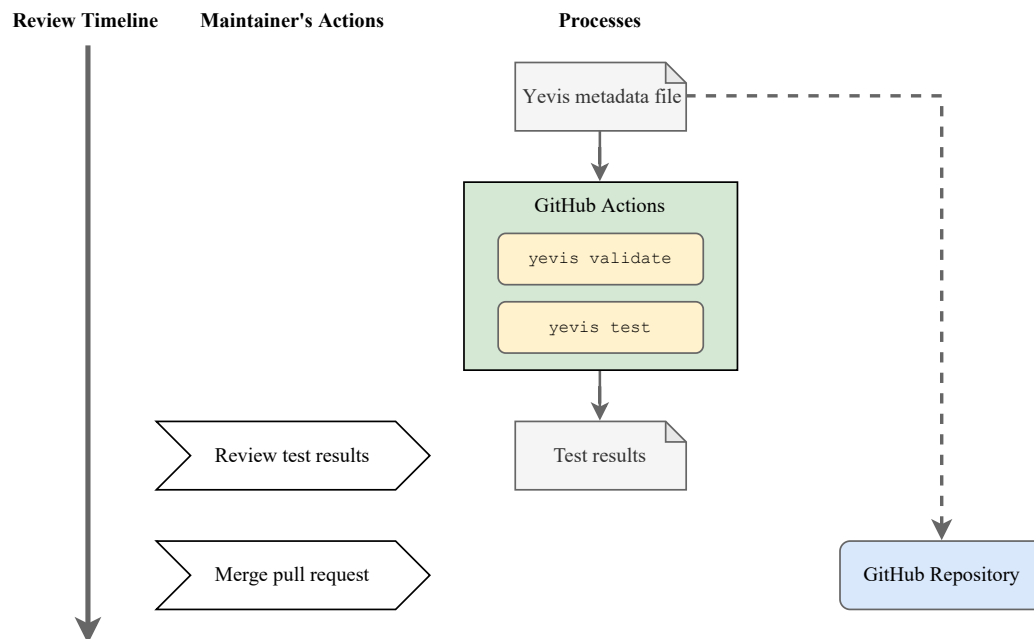 Review Timeline
Maintainer's Actions
Processes
Yevis metadata file
GitHub Actions
yevis validate
yevis test
Review test results
Test results
Merge pull request
GitHub Repository